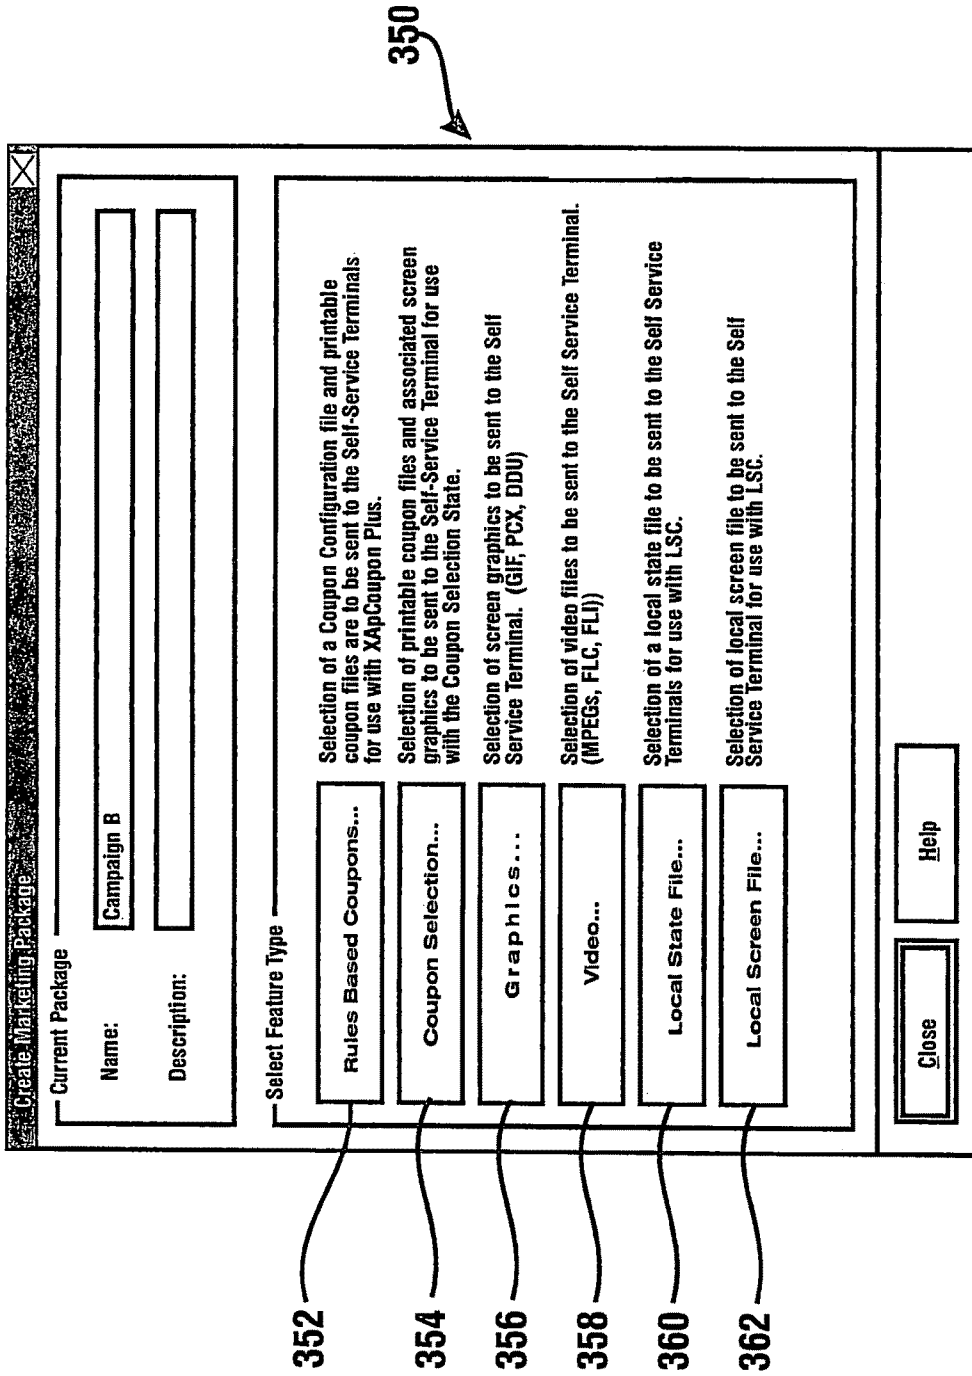 Create Marketing Package
Current Package
Name:
Campaign B
Description:
Select Feature Type
Rules Based Coupons...
Selection of a Coupon Configuration file and printable
coupon files are to be sent to the Self-Service Terminals
for use with XApCoupon Plus.
Coupon Selection...
Selection of printable coupon files and associated screen
graphics to be sent to the Self-Service Terminal for use
with the Coupon Selection State.
Graphics...
Selection of screen graphics to be sent to the Self
Service Terminal. (GIF, PCX, DDU)
Video...
Selection of video files to be sent to the Self Service Terminal.
(MPEGs, FLC, FLI))
Local State File...
Selection of a local state file to be sent to the Self Service
Terminals for use with LSC.
Local Screen File...
Selection of local screen file to be sent to the Self
Service Terminal for use with LSC.
Close
Help
350
352
354
356
358
360
362